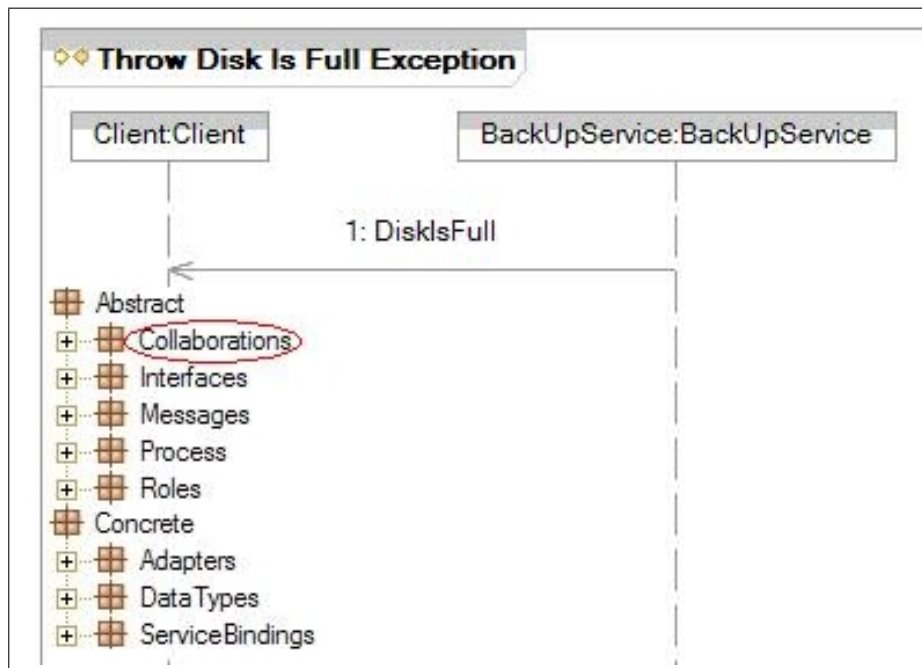 Throw Disk Is Full Exception
Client:Client BackUpService:BackUpService
1: DiskIsFull
Abstract
Collaborations
Interfaces
Messages
Process
Roles
Concrete
Adapters
DataTypes
ServiceBindings